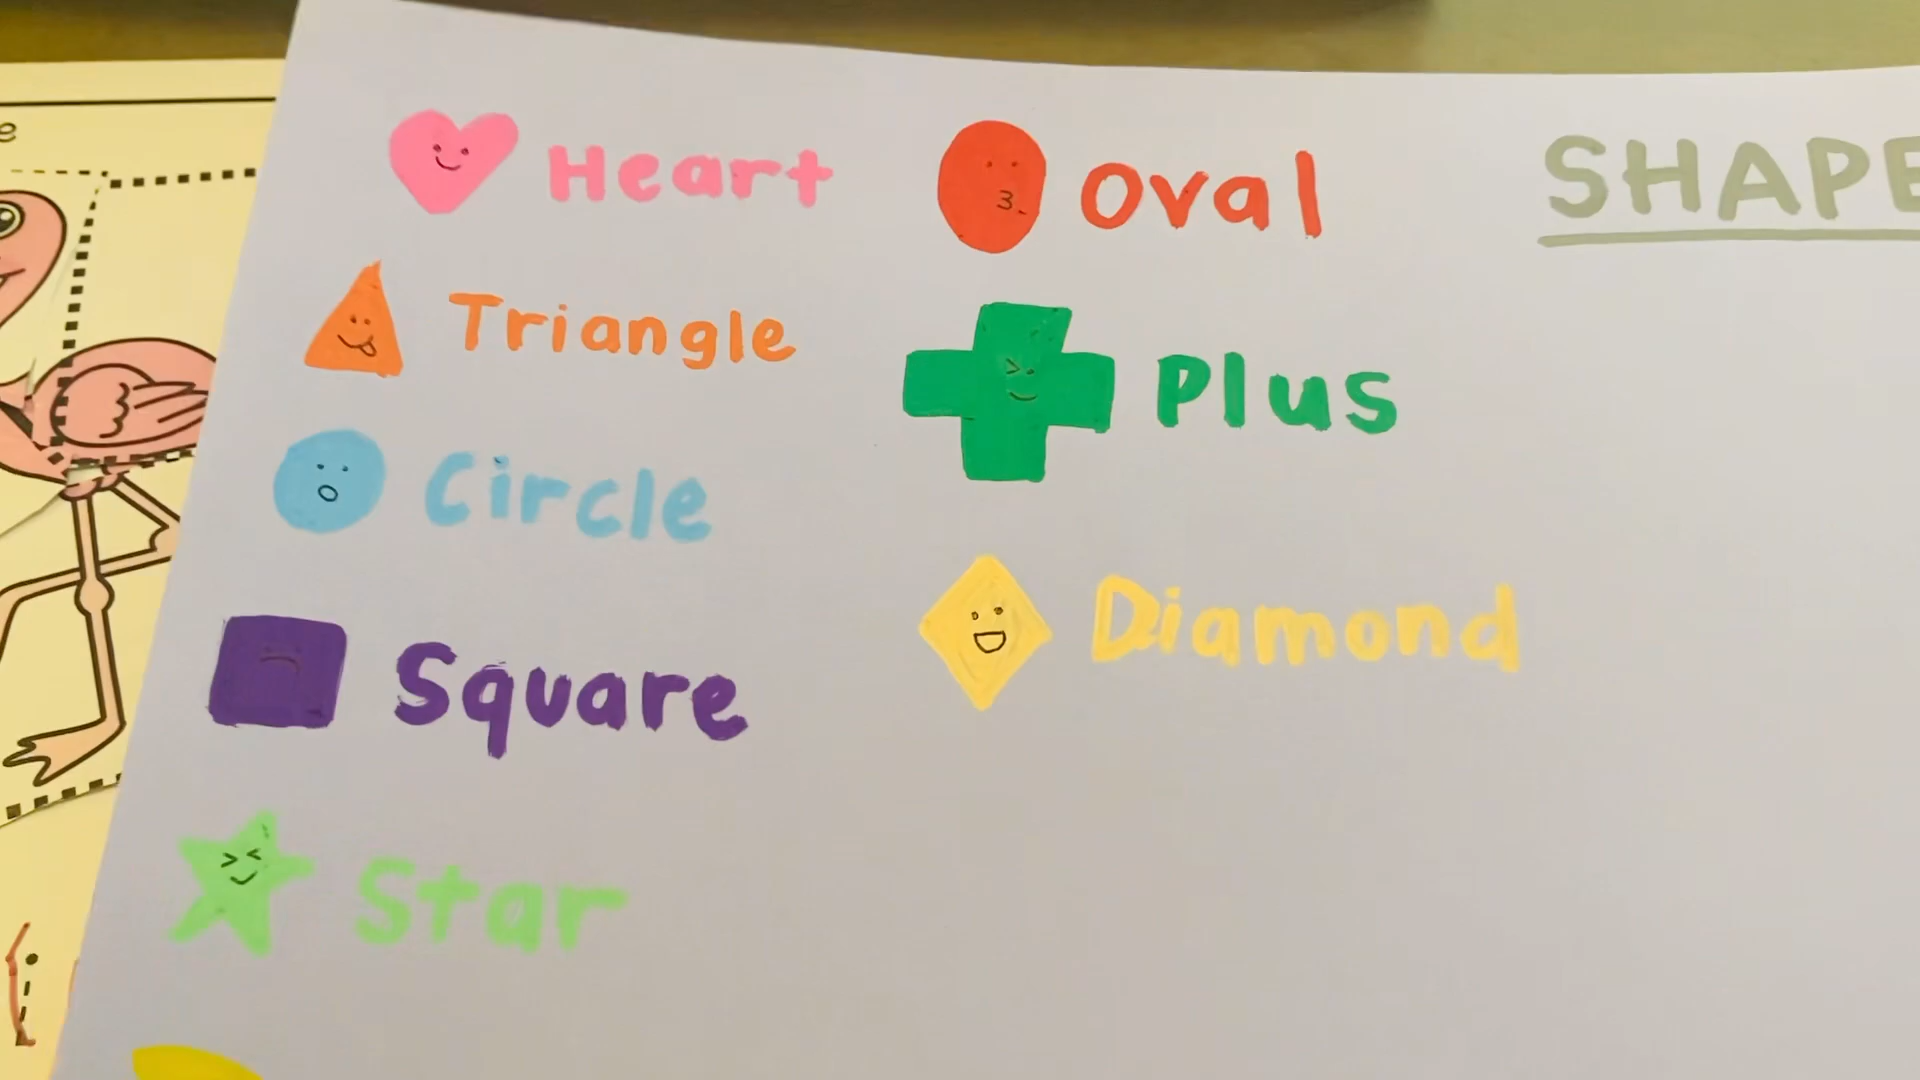 Heart
Triangle
Circle
Square
Star
Oval
Plus
Diamond
SHAPE
e